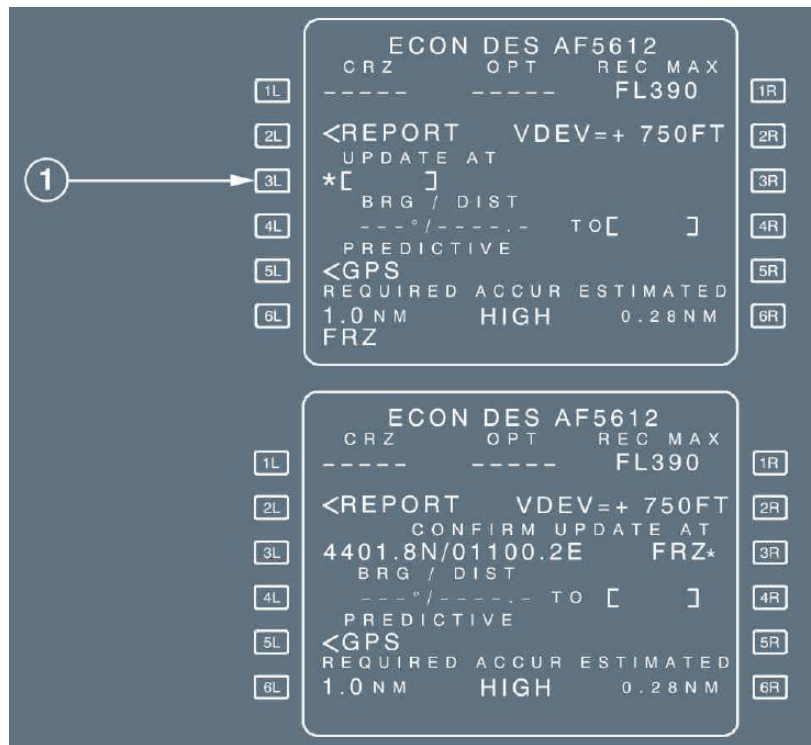 ECON DES AF5612
CRZ OPT REC MAX
1L ----- ----- FL390 1R
2L <REPORT VDEV=+ 750FT 2R
UPDATE AT
1 3L *[ ] 3R
BRG / DIST
4L ---°/----.- TO[ ] 4R
PREDICTIVE
5L <GPS 5R
REQUIRED ACCUR ESTIMATED
6L 1.0NM HIGH 0.28NM 6R
FRZ
ECON DES AF5612
CRZ OPT REC MAX
1L ----- ----- FL390 1R
2L <REPORT VDEV=+ 750FT 2R
CONFIRM UPDATE AT
3L 4401.8N/01100.2E FRZ* 3R
BRG / DIST
4L ---°/----.- TO [ ] 4R
PREDICTIVE
5L <GPS 5R
REQUIRED ACCUR ESTIMATED
6L 1.0NM HIGH 0.28NM 6R